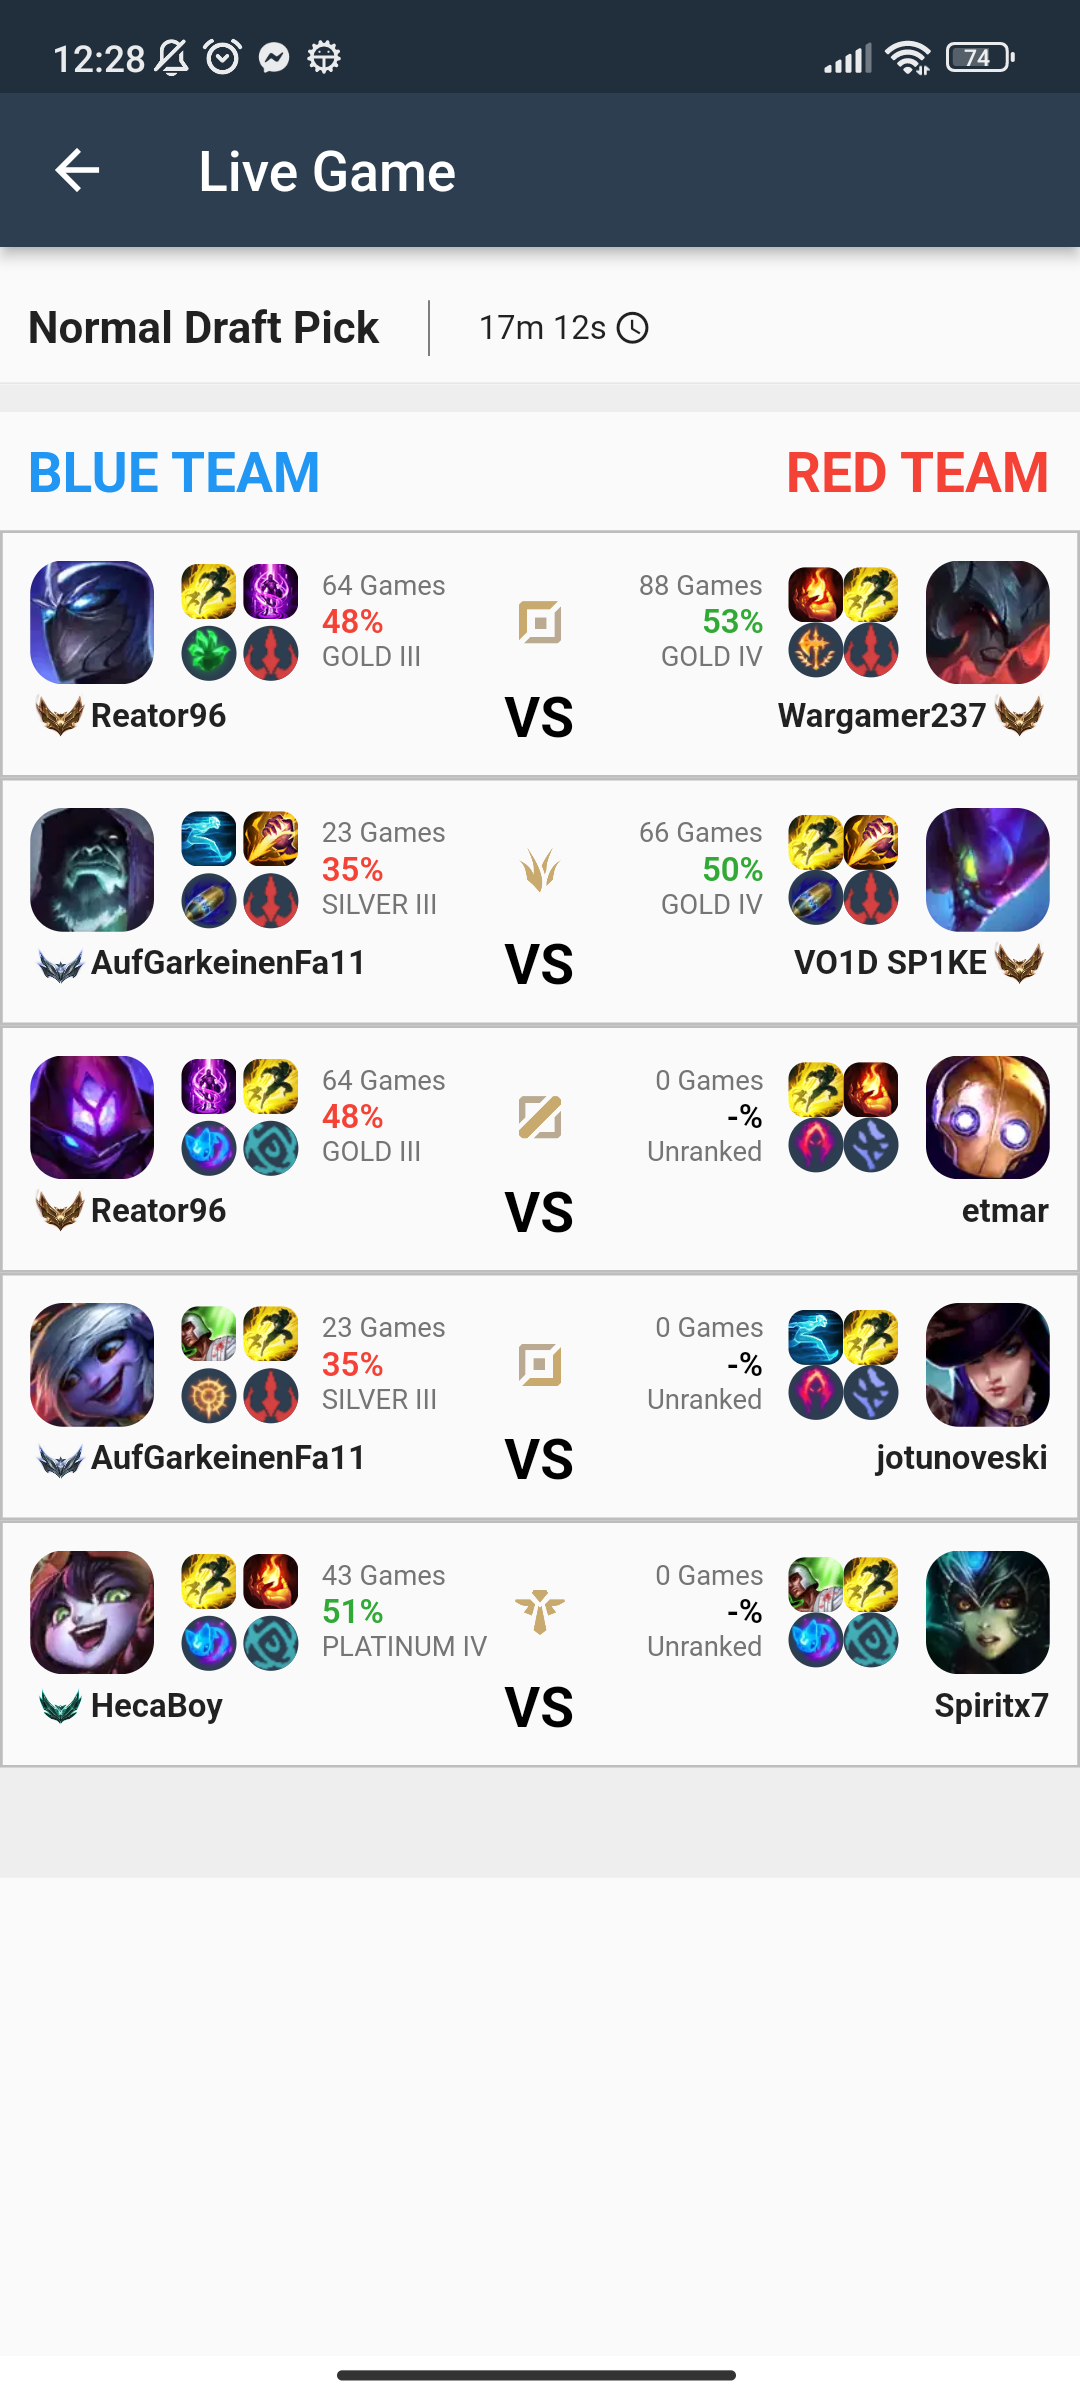 12:28
74
Live Game
Normal Draft Pick
17m 12s
BLUE TEAM
RED TEAM
64 Games
48%
GOLD III
Reator96
VS
88 Games
53%
GOLD IV
Wargamer237
23 Games
35%
SILVER III
AufGarkeinenFa11
VS
66 Games
50%
GOLD IV
VO1D SP1KE
64 Games
48%
GOLD III
Reator96
VS
0 Games
-%
Unranked
etmar
23 Games
35%
SILVER III
AufGarkeinenFa11
VS
0 Games
-%
Unranked
jotunoveski
43 Games
51%
PLATINUM IV
HecaBoy
VS
0 Games
-%
Unranked
Spiritx7